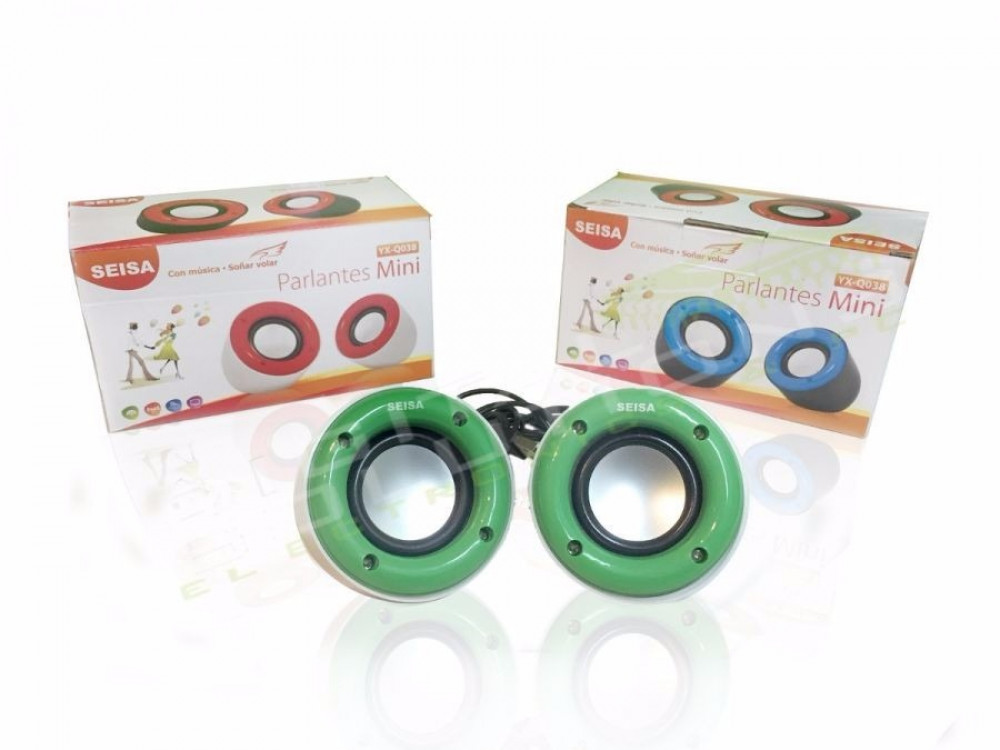 SEISA
YX-Q038
Con música • Soñar volar
Parlantes Mini
SEISA
SEISA
Con música • Soñar volar
YX-Q038
Parlantes Mini
SEISA
SEISA